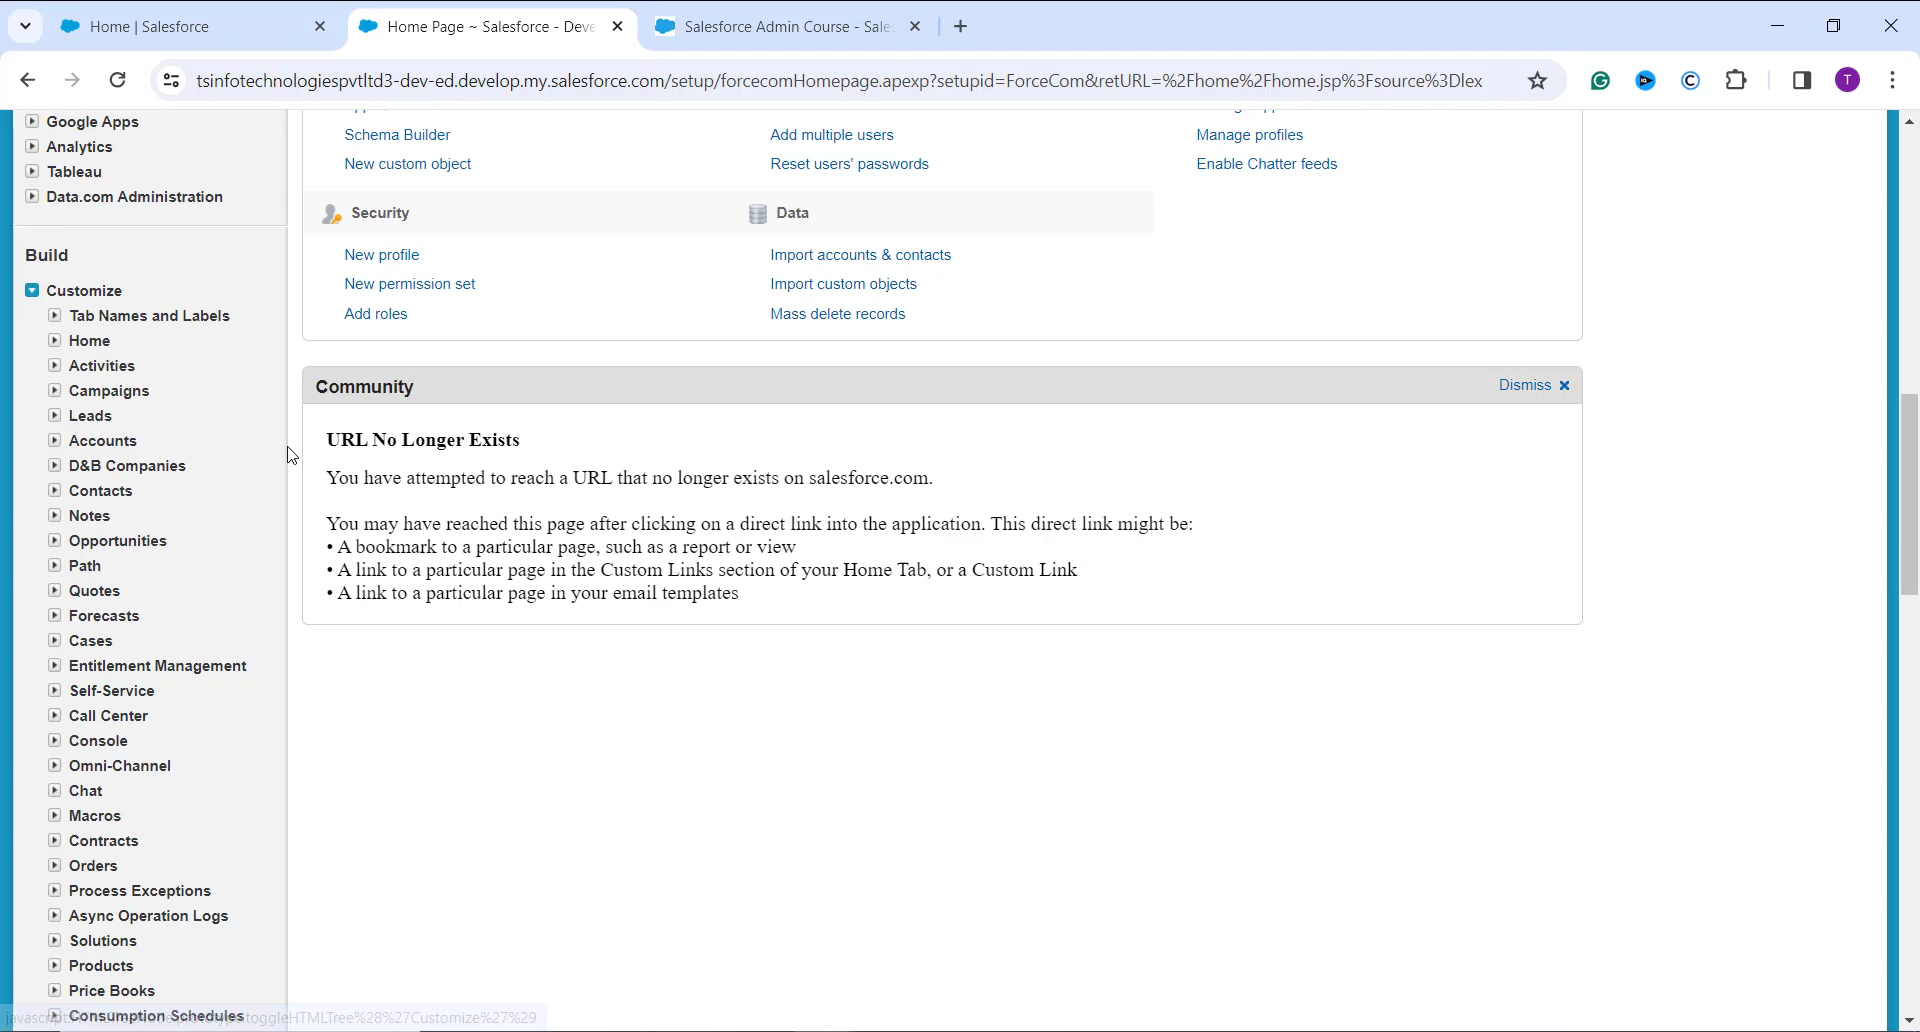 Home | Salesforce
Home Page ~ Salesforce - Deve
Salesforce Admin Course - Sale
tsinfotechnologiespvtltd3-dev-ed.develop.my.salesforce.com/setup/forcecomHomepage.apexp?setupid=ForceCom&retURL=%2Fhome%2Fhome.jsp%3Fsource%3Dlex
T
Google Apps
Analytics
Tableau
Data.com Administration
Build
Customize
Tab Names and Labels
Home
Activities
Campaigns
Leads
Accounts
D&B Companies
Contacts
Notes
Opportunities
Path
Quotes
Forecasts
Cases
Entitlement Management
Self-Service
Call Center
Console
Omni-Channel
Chat
Macros
Contracts
Orders
Process Exceptions
Async Operation Logs
Solutions
Products
Price Books
Consumption Schedules
Schema Builder
New custom object
Add multiple users
Reset users' passwords
Manage profiles
Enable Chatter feeds
Security
New profile
New permission set
Add roles
Data
Import accounts & contacts
Import custom objects
Mass delete records
Community
Dismiss
URL No Longer Exists
You have attempted to reach a URL that no longer exists on salesforce.com.
You may have reached this page after clicking on a direct link into the application. This direct link might be:
• A bookmark to a particular page, such as a report or view
• A link to a particular page in the Custom Links section of your Home Tab, or a Custom Link
• A link to a particular page in your email templates